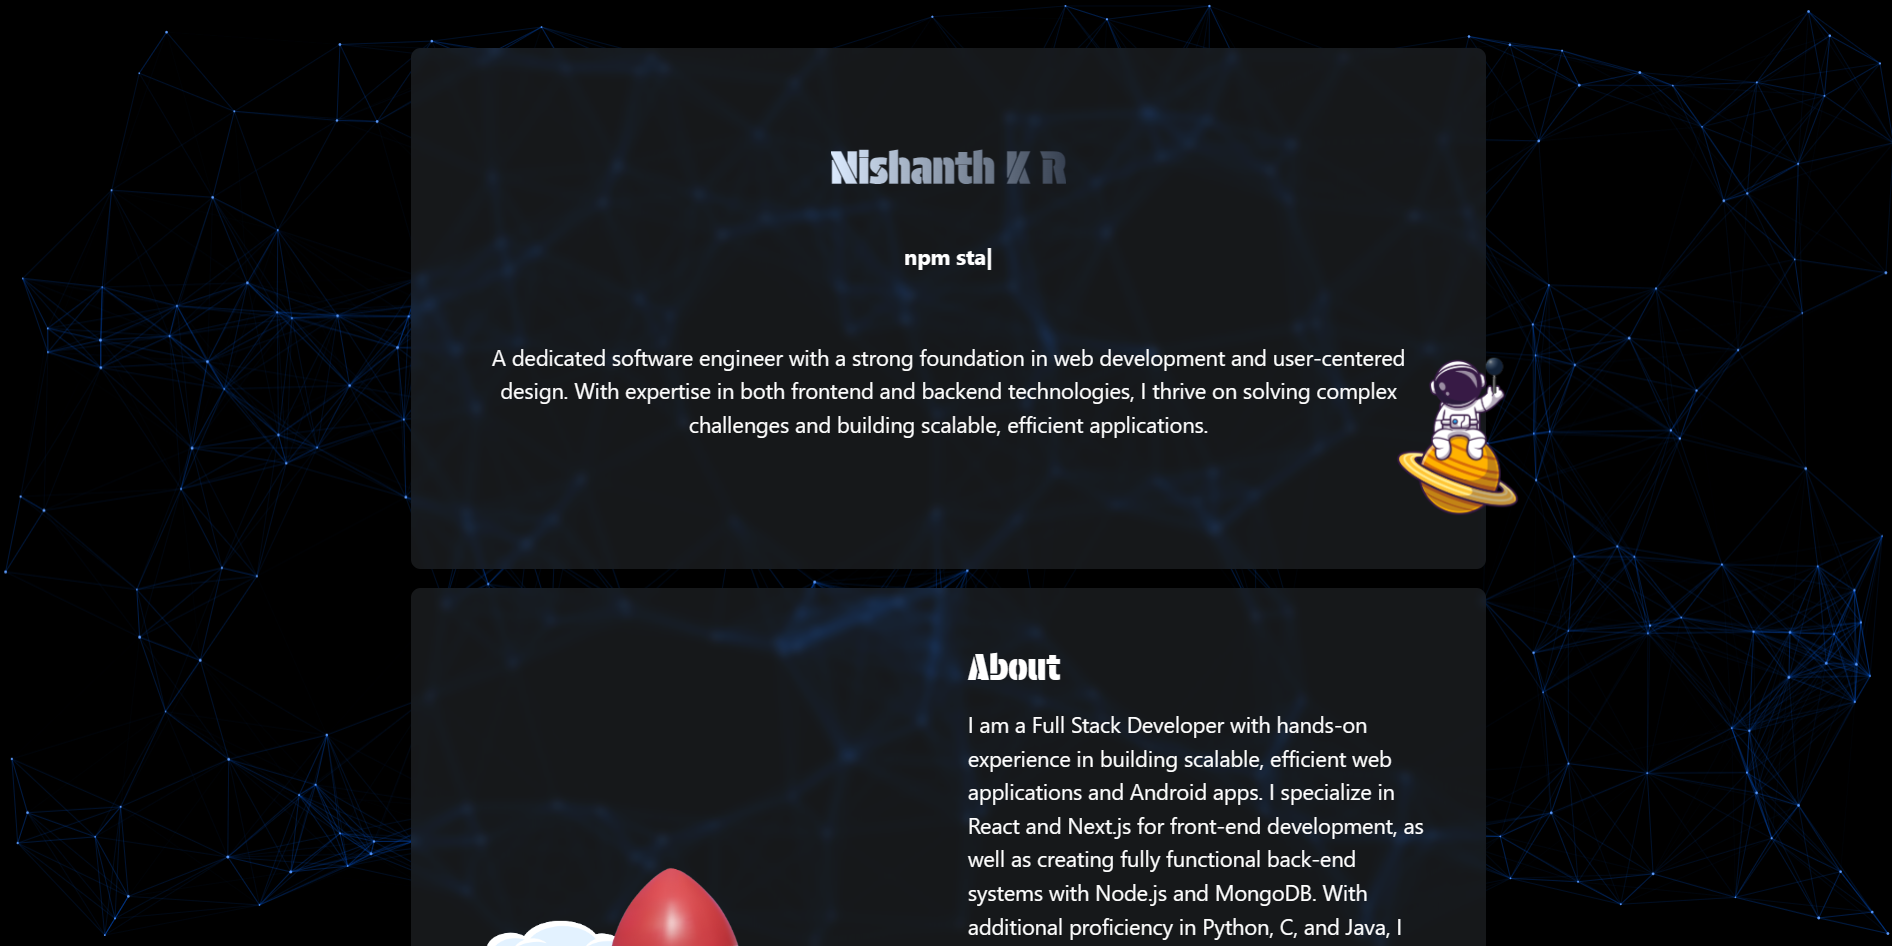 Nishanth K R
npm sta|
A dedicated software engineer with a strong foundation in web development and user-centered
design. With expertise in both frontend and backend technologies, I thrive on solving complex
challenges and building scalable, efficient applications.
About
I am a Full Stack Developer with hands-on
experience in building scalable, efficient web
applications and Android apps. I specialize in
React and Next.js for front-end development, as
well as creating fully functional back-end
systems with Node.js and MongoDB. With
additional proficiency in Python, C, and Java, I